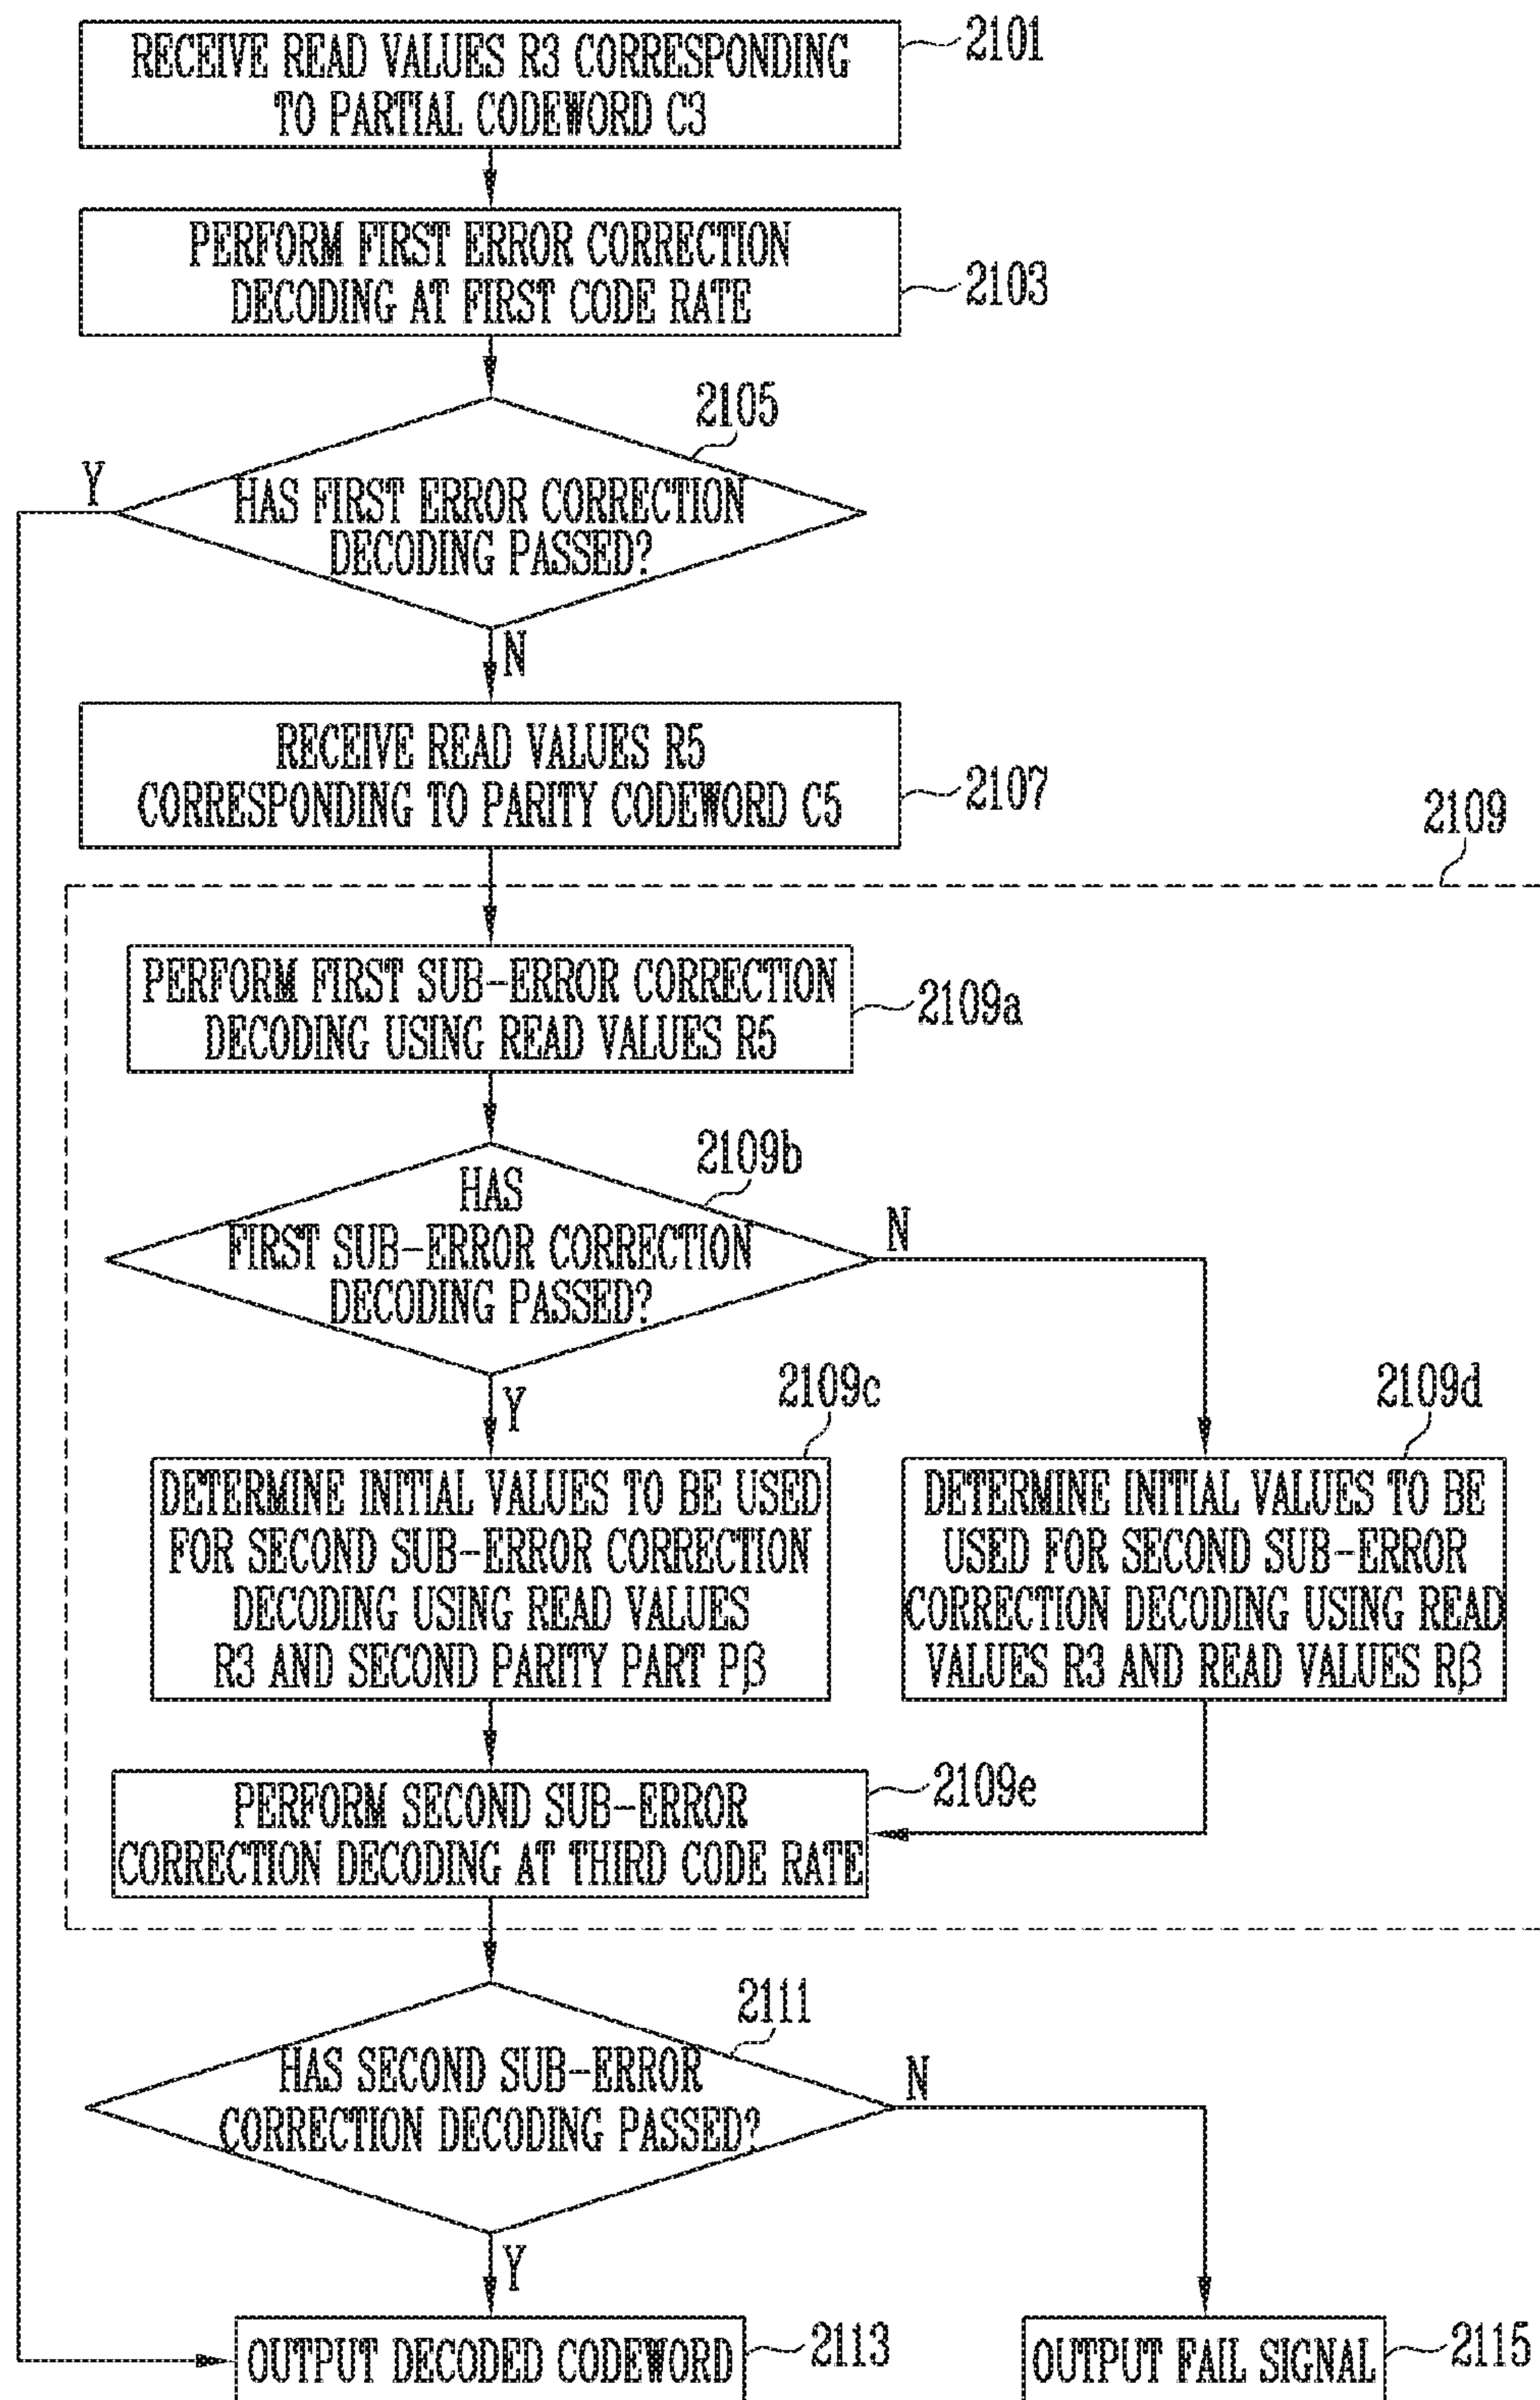 RECEIVE READ VALUES R3 CORRESPONDING
TO PARTIAL CODEWORD C3
2101
PERFORM FIRST ERROR CORRECTION
DECODING AT FIRST CODE RATE
2103
2105
Y
HAS FIRST ERROR CORRECTION
DECODING PASSED?
N
RECEIVE READ VALUES R5
CORRESPONDING TO PARITY CODEWORD C5
2107
2109
PERFORM FIRST SUB-ERROR CORRECTION
DECODING USING READ VALUES R5
2109a
2109b
HAS
FIRST SUB-ERROR CORRECTION
DECODING PASSED?
N
Y
2109c
2109d
DETERMINE INITIAL VALUES TO BE USED
FOR SECOND SUB-ERROR CORRECTION
DECODING USING READ VALUES
R3 AND SECOND PARITY PART Pβ
DETERMINE INITIAL VALUES TO BE
USED FOR SECOND SUB-ERROR
CORRECTION DECODING USING READ
VALUES R3 AND READ VALUES Rβ
PERFORM SECOND SUB-ERROR
CORRECTION DECODING AT THIRD CODE RATE
2109e
2111
HAS SECOND SUB-ERROR
CORRECTION DECODING PASSED?
N
Y
OUTPUT DECODED CODEWORD
2113
OUTPUT FAIL SIGNAL
2115